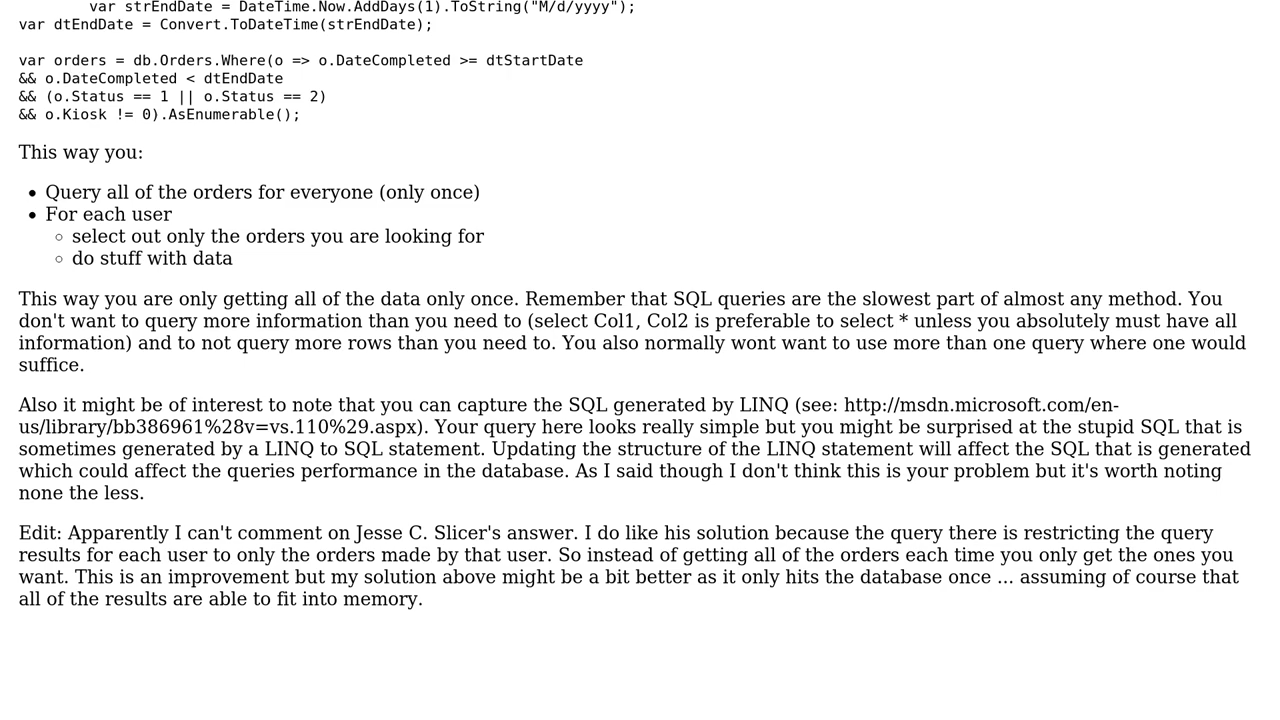 var strEndDate = DateTime.Now.AddDays(1).ToString("M/d/yyyy");
var dtEndDate = Convert.ToDateTime(strEndDate);
var orders = db.Orders.Where(o => o.DateCompleted >= dtStartDate
&& o.DateCompleted < dtEndDate
&& (o.Status == 1 || o.Status == 2)
&& o.Kiosk != 0).AsEnumerable();
This way you:
• Query all of the orders for everyone (only once)
• For each user
◦ select out only the orders you are looking for
◦ do stuff with data
This way you are only getting all of the data only once. Remember that SQL queries are the slowest part of almost any method. You
don't want to query more information than you need to (select Col1, Col2 is preferable to select * unless you absolutely must have all
information) and to not query more rows than you need to. You also normally wont want to use more than one query where one would
suffice.
Also it might be of interest to note that you can capture the SQL generated by LINQ (see: http://msdn.microsoft.com/en-
us/library/bb386961%28v=vs.110%29.aspx). Your query here looks really simple but you might be surprised at the stupid SQL that is
sometimes generated by a LINQ to SQL statement. Updating the structure of the LINQ statement will affect the SQL that is generated
which could affect the queries performance in the database. As I said though I don't think this is your problem but it's worth noting
none the less.
Edit: Apparently I can't comment on Jesse C. Slicer's answer. I do like his solution because the query there is restricting the query
results for each user to only the orders made by that user. So instead of getting all of the orders each time you only get the ones you
want. This is an improvement but my solution above might be a bit better as it only hits the database once ... assuming of course that
all of the results are able to fit into memory.